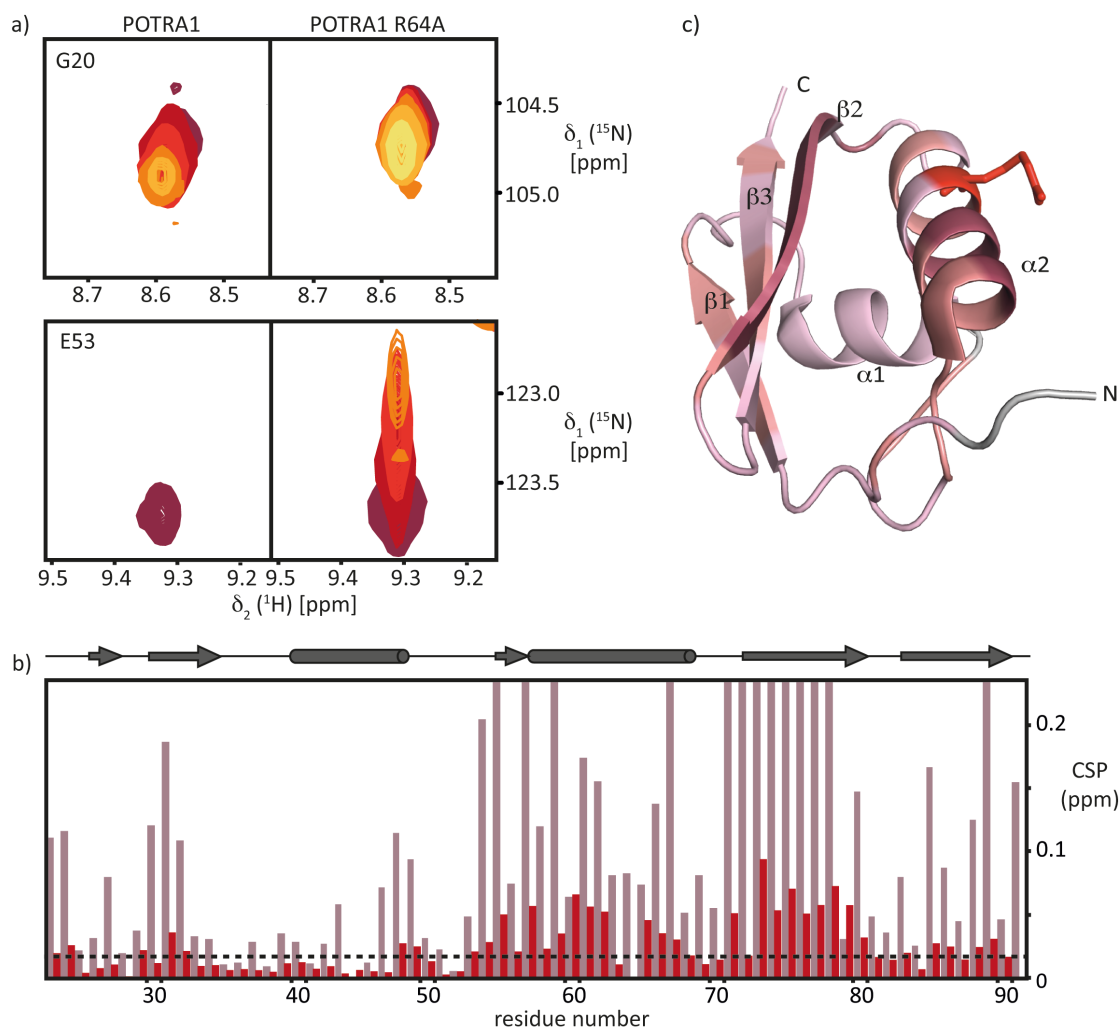 a)
POTRA1
POTRA1 R64A
c)
G20
104.5
δ1 (15N)
[ppm]
105.0
8.7
8.6
8.5
8.7
8.6
8.5
E53
123.0
δ1 (15N)
[ppm]
123.5
9.5
9.4
9.3
9.2
9.5
9.4
9.3
9.2
δ2 (1H) [ppm]
C
β2
β3
β1
α2
α1
N
b)
0.2
CSP
(ppm)
0.1
0
30
40
50
60
70
80
90
residue number